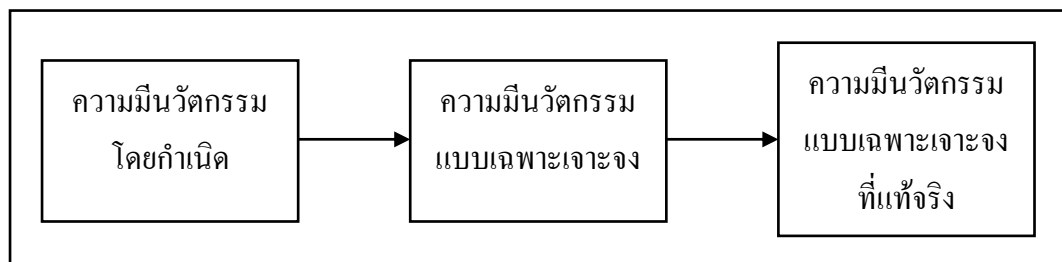 ความมีนวัตกรรม
โดยกำเนิด
ความมีนวัตกรรม
แบบเฉพาะเจาะจง
ความมีนวัตกรรม
แบบเฉพาะเจาะจง
ที่แท้จริง